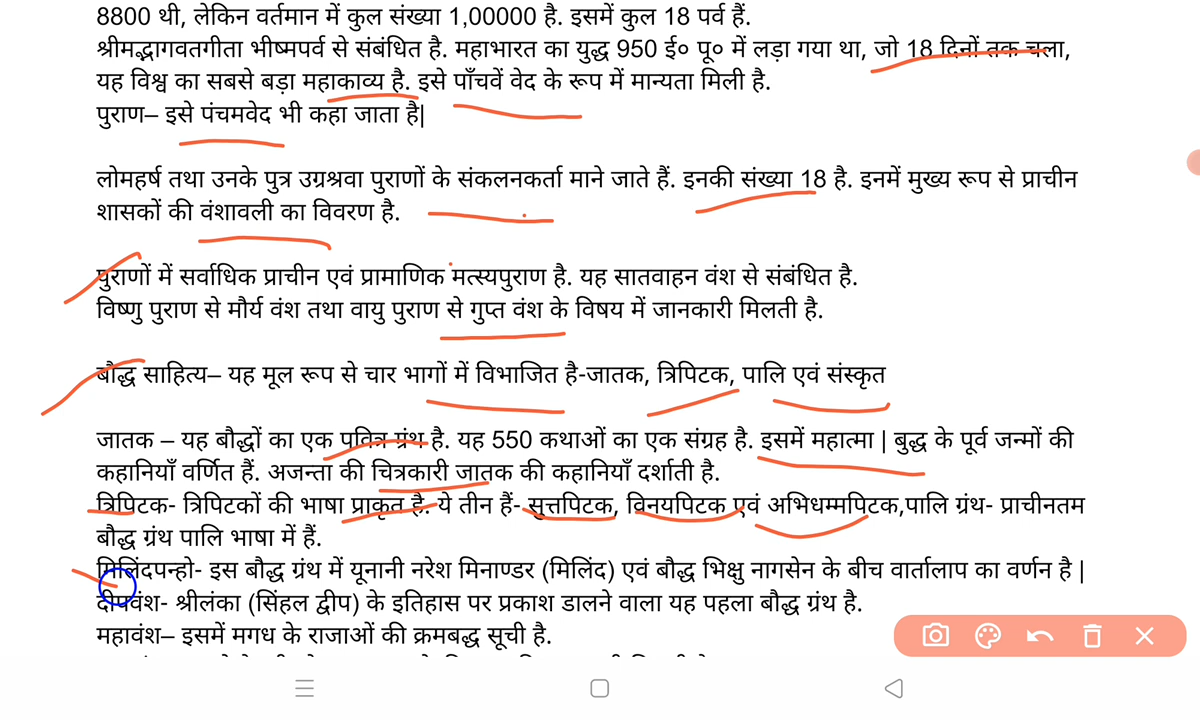 8800 थी, लेकिन वर्तमान में कुल संख्या 1,00000 है. इसमें कुल 18 पर्व हैं.
श्रीमद्भागवतगीता भीष्मपर्व से संबंधित है. महाभारत का युद्ध 950 ई० पू० में लड़ा गया था, जो 18 दिनों तक चला,
यह विश्व का सबसे बड़ा महाकाव्य है. इसे पाँचवें वेद के रूप में मान्यता मिली है.
पुराण– इसे पंचमवेद भी कहा जाता है|
लोमहर्ष तथा उनके पुत्र उग्रश्रवा पुराणों के संकलनकर्ता माने जाते हैं. इनकी संख्या 18 है. इनमें मुख्य रूप से प्राचीन
शासकों की वंशावली का विवरण है.
पुराणों में सर्वाधिक प्राचीन एवं प्रामाणिक मत्स्यपुराण है. यह सातवाहन वंश से संबंधित है.
विष्णु पुराण से मौर्य वंश तथा वायु पुराण से गुप्त वंश के विषय में जानकारी मिलती है.
बौद्ध साहित्य– यह मूल रूप से चार भागों में विभाजित है-जातक, त्रिपिटक, पालि एवं संस्कृत
जातक – यह बौद्धों का एक पवित्र ग्रंथ है. यह 550 कथाओं का एक संग्रह है. इसमें महात्मा | बुद्ध के पूर्व जन्मों की
कहानियाँ वर्णित हैं. अजन्ता की चित्रकारी जातक की कहानियाँ दर्शाती है.
त्रिपिटक- त्रिपिटकों की भाषा प्राकृत है. ये तीन हैं- सुत्तपिटक, विनयपिटक एवं अभिधम्मपिटक,पालि ग्रंथ- प्राचीनतम
बौद्ध ग्रंथ पालि भाषा में हैं.
मिलिंदपन्हो- इस बौद्ध ग्रंथ में यूनानी नरेश मिनाण्डर (मिलिंद) एवं बौद्ध भिक्षु नागसेन के बीच वार्तालाप का वर्णन है |
दीपवंश- श्रीलंका (सिंहल द्वीप) के इतिहास पर प्रकाश डालने वाला यह पहला बौद्ध ग्रंथ है.
महावंश– इसमें मगध के राजाओं की क्रमबद्ध सूची है.